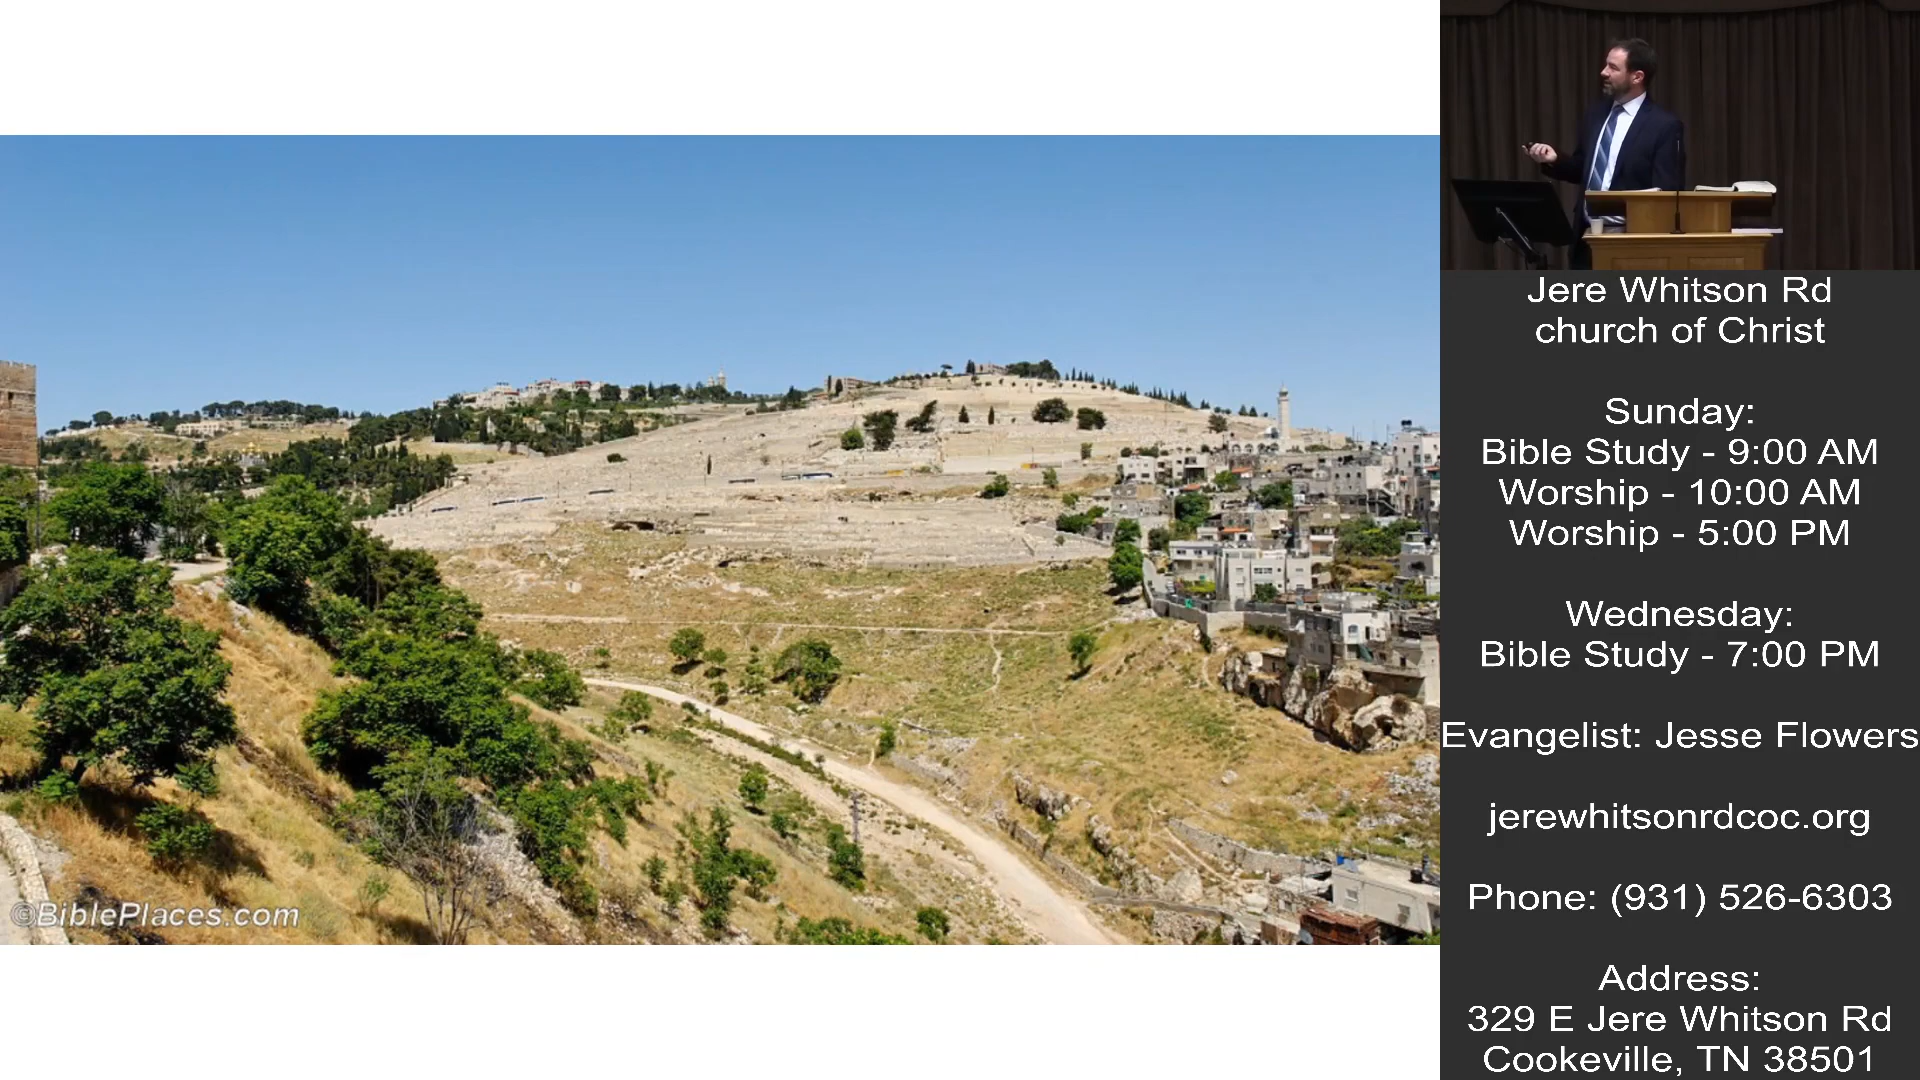 ©BiblePlaces.com
Jere Whitson Rd
church of Christ
Sunday:
Bible Study - 9:00 AM
Worship - 10:00 AM
Worship - 5:00 PM
Wednesday:
Bible Study - 7:00 PM
Evangelist: Jesse Flowers
jerewhitsonrdcoc.org
Phone: (931) 526-6303
Address:
329 E Jere Whitson Rd
Cookeville, TN 38501